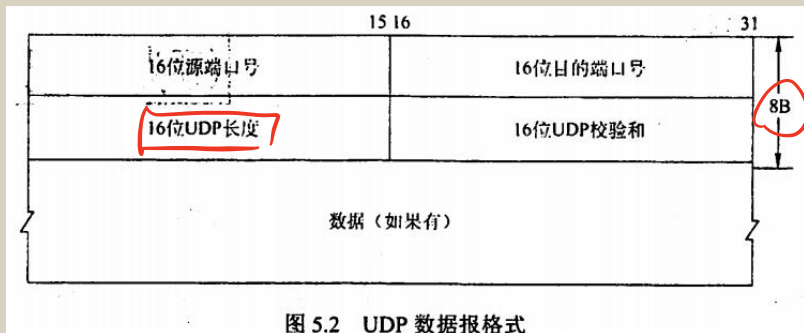 15 16 31
16位源端口号 16位目的端口号
8B
16位UDP长度 16位UDP校验和
数据（如果有）
图 5.2 UDP 数据报格式